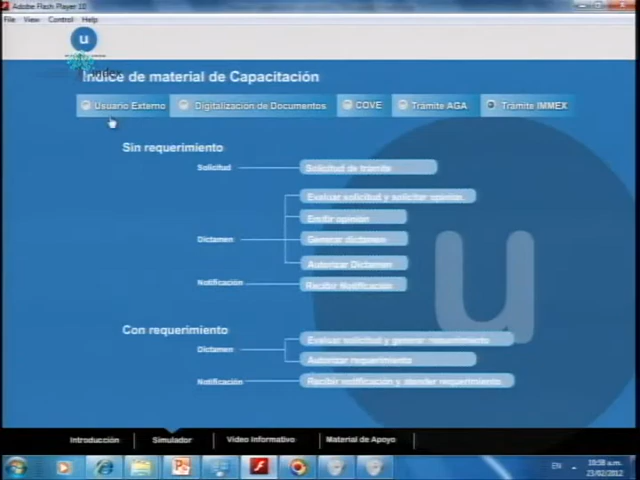 Adobe Flash Player 10
File View Control Help
u
Índice de material de Capacitación
Usuario Externo
Digitalización de Documentos
COVE
Trámite AGA
Trámite IMMEX
Sin requerimiento
Solicitud
Solicitud de trámite
Evaluar solicitud y solicitar opinión.
Emitir opinión
Dictamen
Generar dictamen
Autorizar Dictamen
Notificación
Recibir Notificación
u
Con requerimiento
Evaluar solicitud y generar requerimiento
Dictamen
Autorizar requerimiento
Notificación
Recibir notificación y atender requerimiento
Introducción
Simulador
Video Informativo
Material de Apoyo
EN
10:58 a.m.
23/02/2012